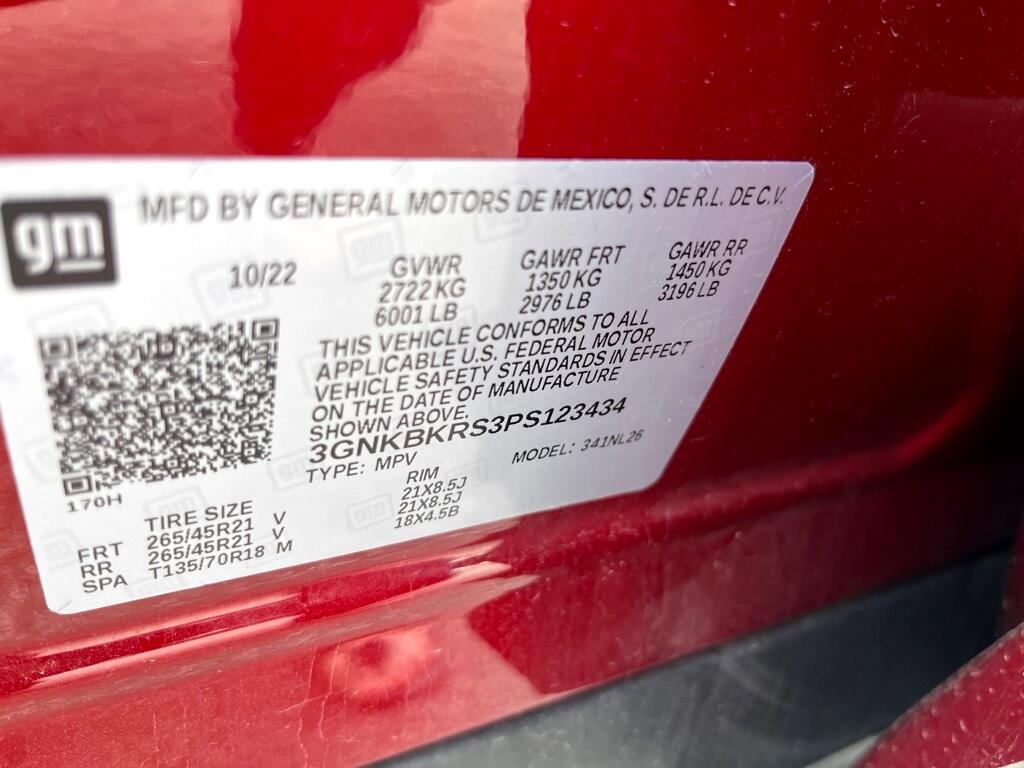 gm
MFD BY GENERAL MOTORS DE MEXICO, S. DE R.L. DE C.V.
10/22
GVWR
2722 KG
6001 LB
GAWR FRT
1350 KG
2976 LB
GAWR RR
1450 KG
3196 LB
THIS VEHICLE CONFORMS TO ALL
APPLICABLE U.S. FEDERAL MOTOR
VEHICLE SAFETY STANDARDS IN EFFECT
ON THE DATE OF MANUFACTURE
SHOWN ABOVE.
3GNKBKRS3PS123434
TYPE: MPV MODEL: 341NL26
170H
TIRE SIZE RIM
FRT 265/45R21 V 21X8.5J
RR 265/45R21 V 21X8.5J
SPA T135/70R18 M 18X4.5B